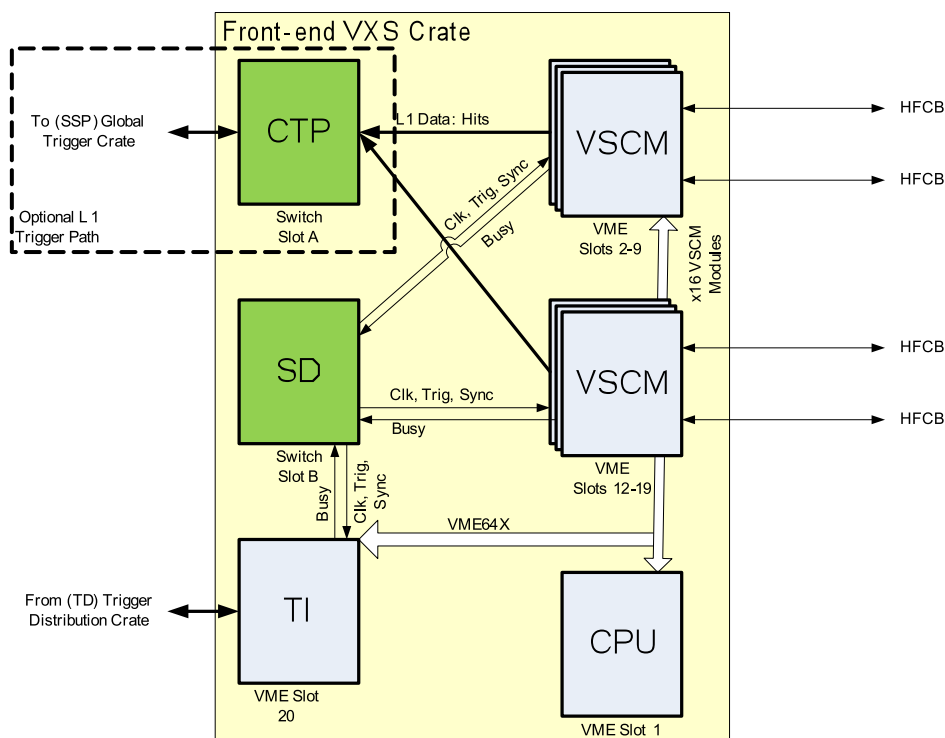 Front-end VXS Crate
To (SSP) Global
Trigger Crate
Optional L 1
Trigger Path
CTP
Switch
Slot A
L1 Data: Hits
VSCM
VME
Slots 2-9
HFCB
HFCB
Clk, Trig, Sync
Busy
x16 VSCM
Modules
SD
Switch
Slot B
Clk, Trig, Sync
Busy
VSCM
VME
Slots 12-19
HFCB
HFCB
Busy
Clk, Trig,
Sync
VME64X
From (TD) Trigger
Distribution Crate
TI
VME Slot
20
CPU
VME Slot 1